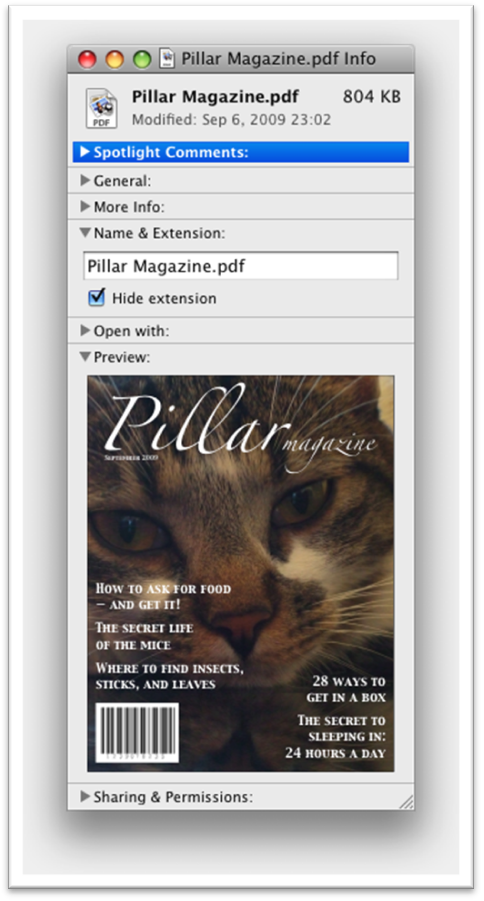 Pillar Magazine.pdf Info
Pillar Magazine.pdf 804 KB
PDF
Modified: Sep 6, 2009 23:02
Spotlight Comments:
General:
More Info:
Name & Extension:
Pillar Magazine.pdf
Hide extension
Open with:
Preview:
Pillar magazine
September 2009
How to ask for food
– and get it!
The secret life
of the mice
Where to find insects,
sticks, and leaves
28 ways to
get in a box
The secret to
sleeping in:
24 hours a day
Sharing & Permissions: